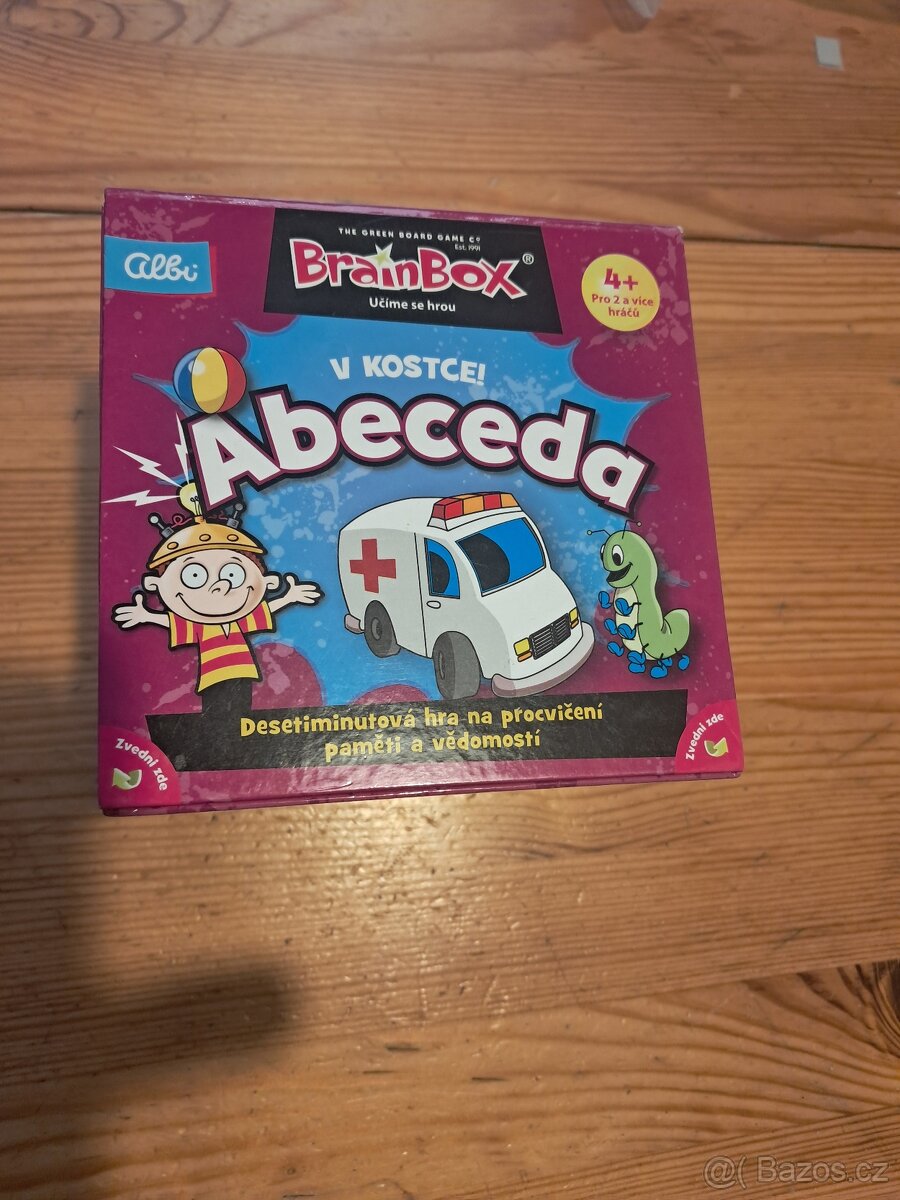 THE GREEN BOARD GAME Cº
Est. 1991
Albi
BrainBox®
Učíme se hrou
4+
Pro 2 a více
hráčů
V KOSTCE!
Abeceda
Desetiminutová hra na procvičení
paměti a vědomostí
Zvedni zde
Zvedni zde
@( Bazos.cz